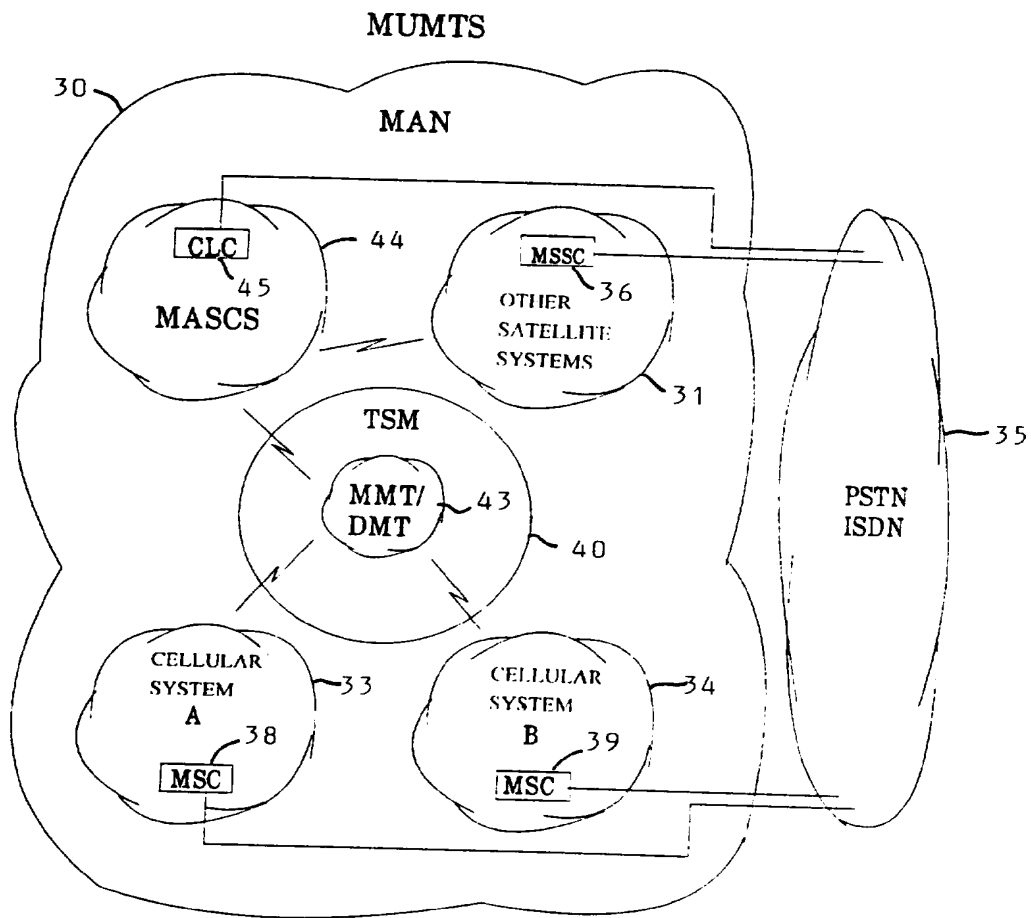 MUMTS
30
MAN
CLC
45
44
MASCS
MSSC
36
OTHER
SATELLITE
SYSTEMS
31
TSM
MMT/
DMT
43
40
35
PSTN
ISDN
CELLULAR
SYSTEM
A
33
38
MSC
CELLULAR
SYSTEM
B
34
39
MSC